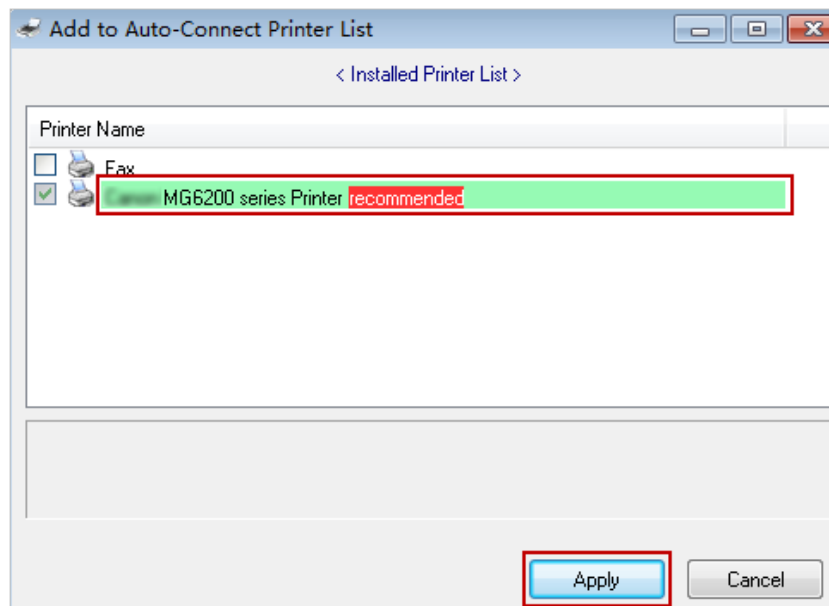 Add to Auto-Connect Printer List
< Installed Printer List >
Printer Name
Fax
MG6200 series Printer recommended
Apply
Cancel